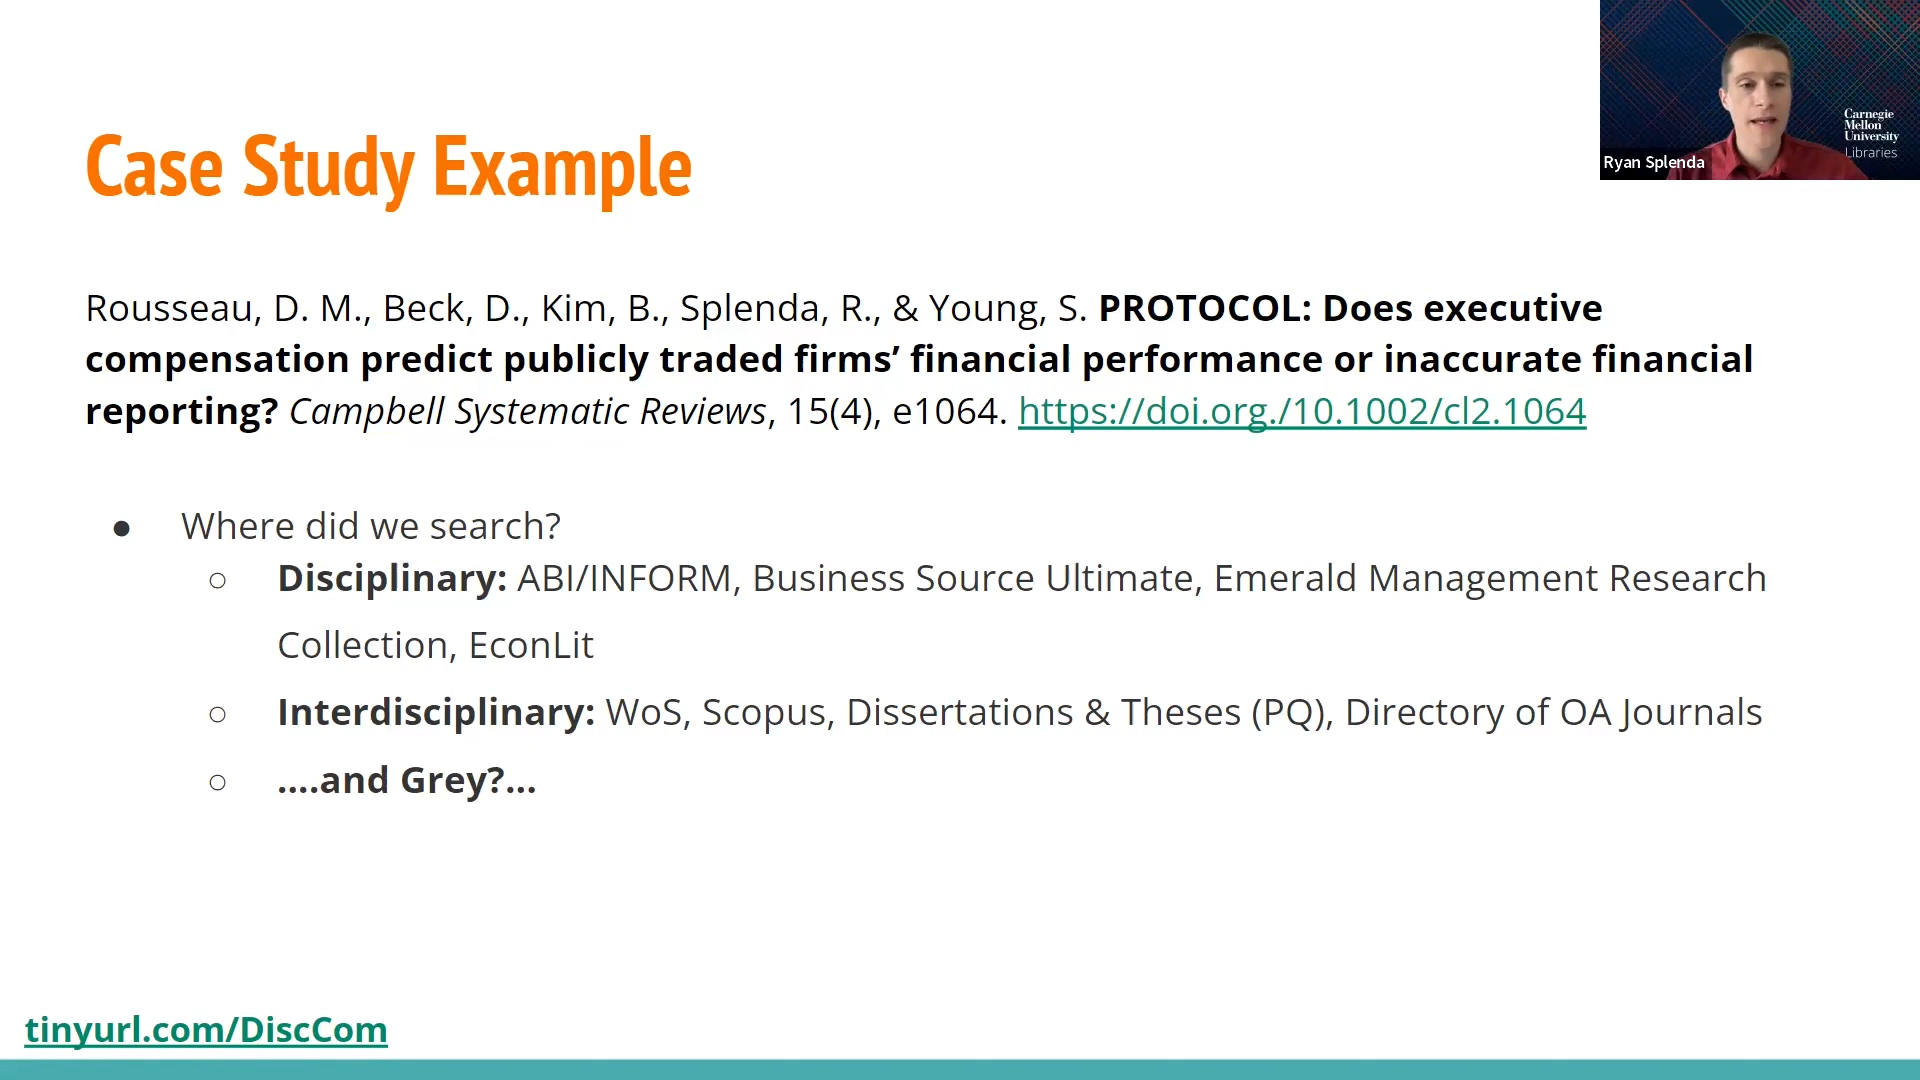 Case Study Example
Carnegie
Mellon
University
Libraries
Ryan Splenda
Rousseau, D. M., Beck, D., Kim, B., Splenda, R., & Young, S. PROTOCOL: Does executive
compensation predict publicly traded firms’ financial performance or inaccurate financial
reporting? Campbell Systematic Reviews, 15(4), e1064. https://doi.org./10.1002/cl2.1064
● Where did we search?
○ Disciplinary: ABI/INFORM, Business Source Ultimate, Emerald Management Research
Collection, EconLit
○ Interdisciplinary: WoS, Scopus, Dissertations & Theses (PQ), Directory of OA Journals
○ ....and Grey?...
tinyurl.com/DiscCom